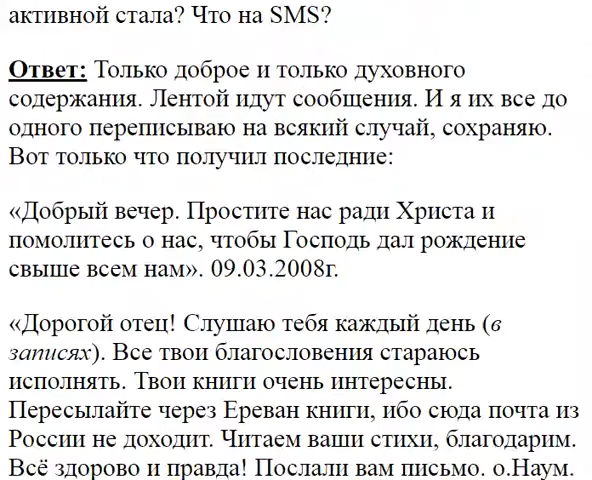 активной стала? Что на SMS?
Ответ: Только доброе и только духовного
содержания. Лентой идут сообщения. И я их все до
одного переписываю на всякий случай, сохраняю.
Вот только что получил последние:
«Добрый вечер. Простите нас ради Христа и
помолитесь о нас, чтобы Господь дал рождение
свыше всем нам». 09.03.2008г.
«Дорогой отец! Слушаю тебя каждый день (в
записях). Все твои благословения стараюсь
исполнять. Твои книги очень интересны.
Пересылайте через Ереван книги, ибо сюда почта из
России не доходит. Читаем ваши стихи, благодарим.
Всё здорово и правда! Послали вам письмо. о.Наум.